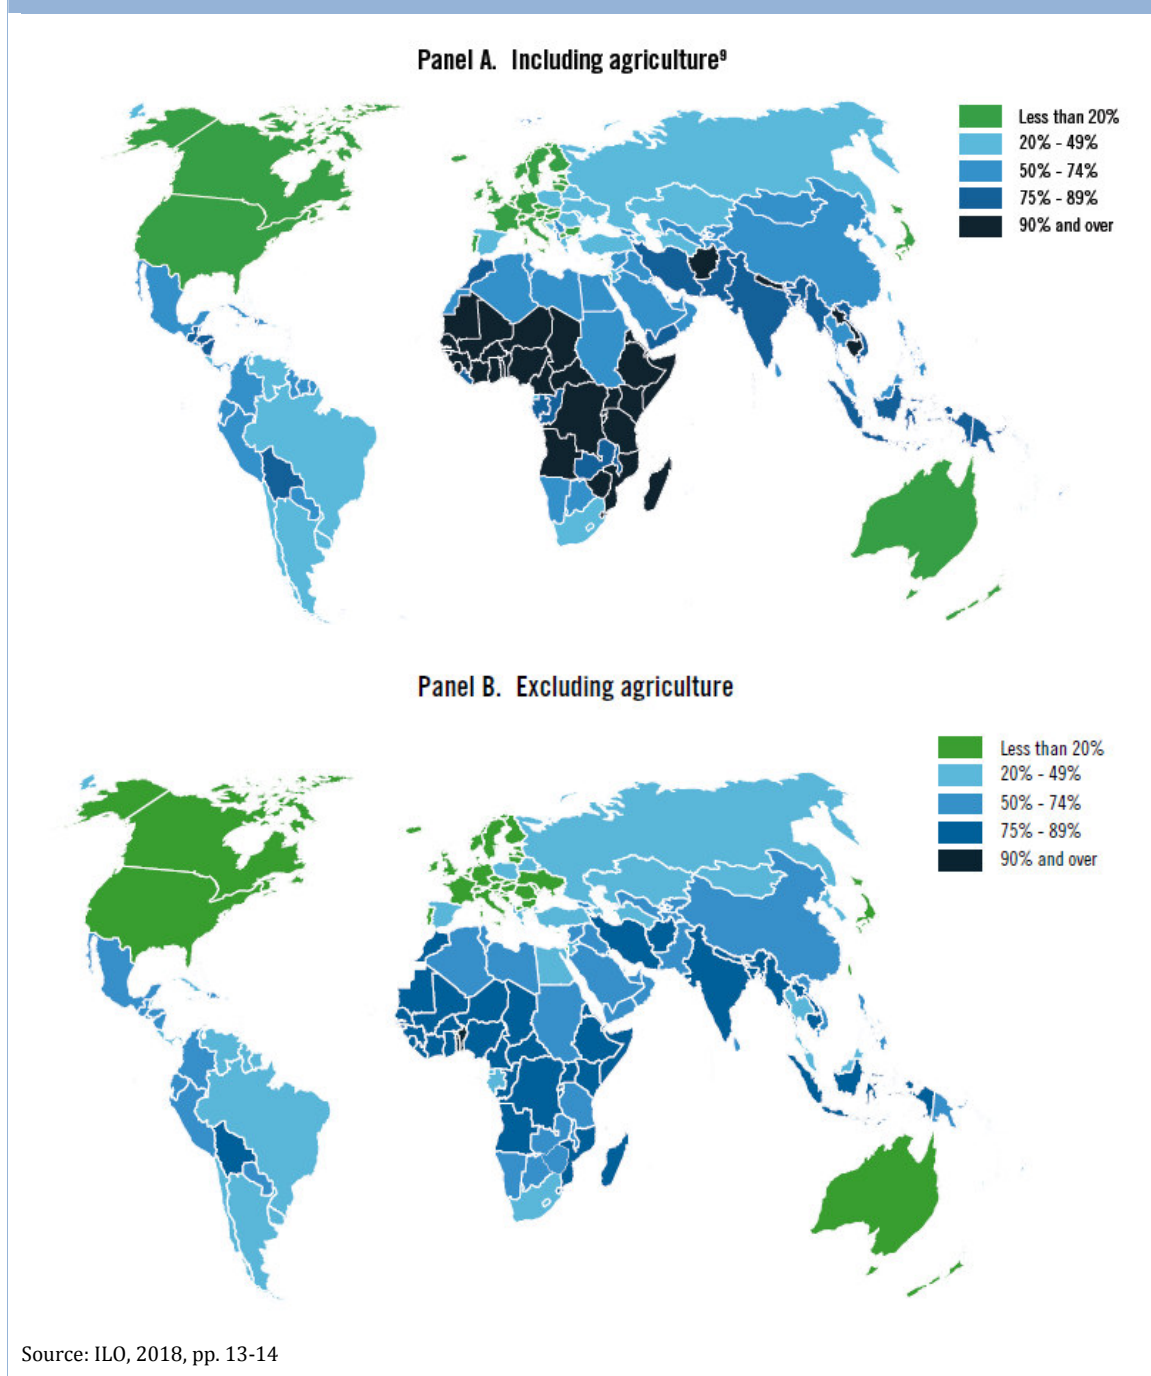 Panel A. Including agriculture⁹
Less than 20%
20% - 49%
50% - 74%
75% - 89%
90% and over
Panel B. Excluding agriculture
Less than 20%
20% - 49%
50% - 74%
75% - 89%
90% and over
Source: ILO, 2018, pp. 13-14